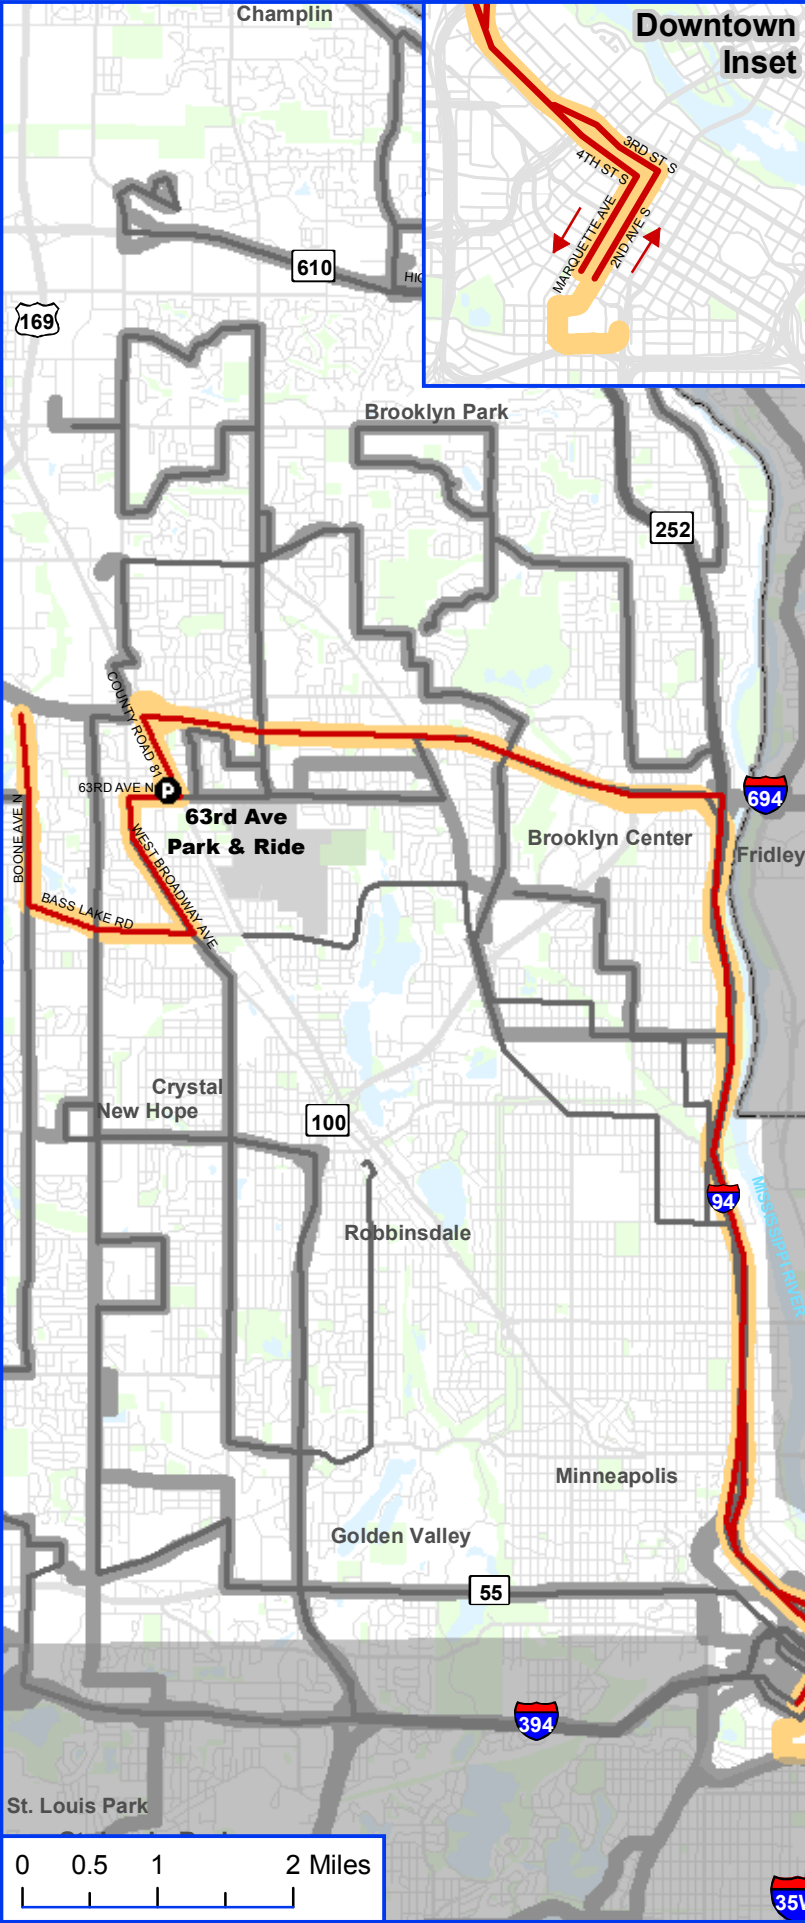 Champlin
Downtown
Inset
3RD ST S
4TH ST S
MARQUETTE AVE
2ND AVE S
610
HIG
169
Brooklyn Park
252
COUNTY ROAD 81
63RD AVE N
P
63rd Ave
Park & Ride
694
BOONE AVE N
WEST BROADWAY AVE
Brooklyn Center
Fridley
BASS LAKE RD
Crystal
New Hope
100
94
MISSISSIPPI RIVER
Robbinsdale
Minneapolis
Golden Valley
55
394
St. Louis Park
0 0.5 1 2 Miles
35W